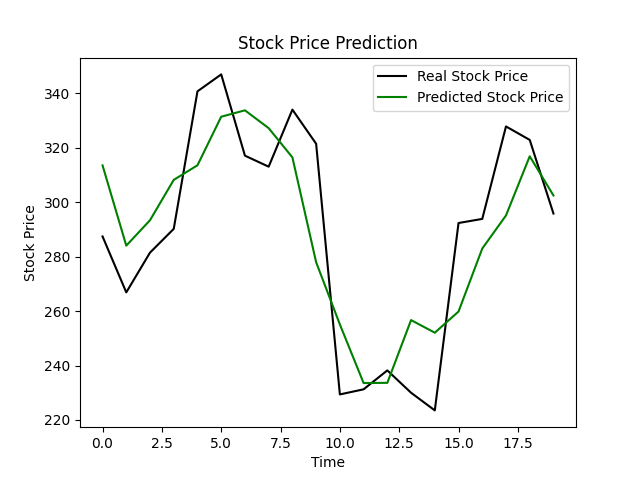 Stock Price Prediction
Real Stock Price
Predicted Stock Price
Stock Price
340
320
300
280
260
240
220
0.0 2.5 5.0 7.5 10.0 12.5 15.0 17.5
Time